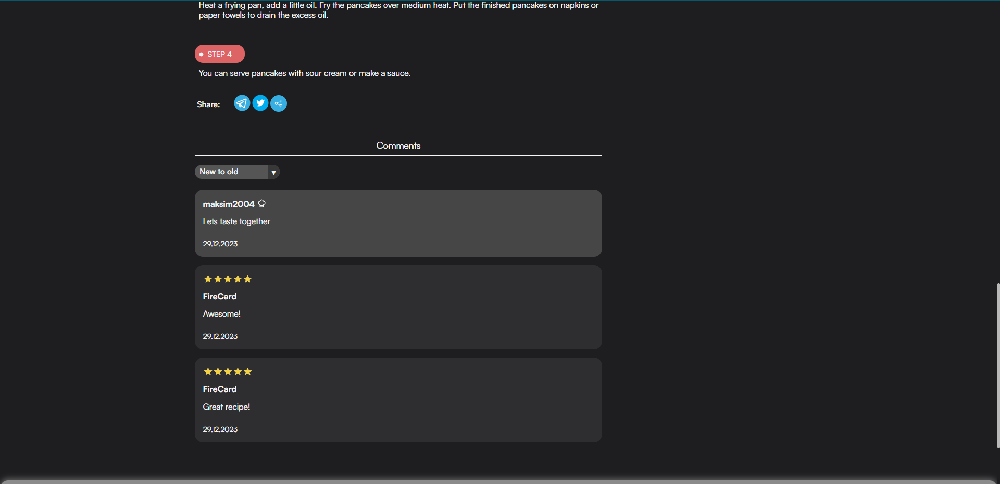 Heat a frying pan, add a little oil. Fry the pancakes over medium heat. Put the finished pancakes on napkins or
paper towels to drain the excess oil.
STEP 4
You can serve pancakes with sour cream or make a sauce.
Share:
Comments
New to old
maksim2004
Lets taste together
29.12.2023
FireCard
Awesome!
29.12.2023
FireCard
Great recipe!
29.12.2023